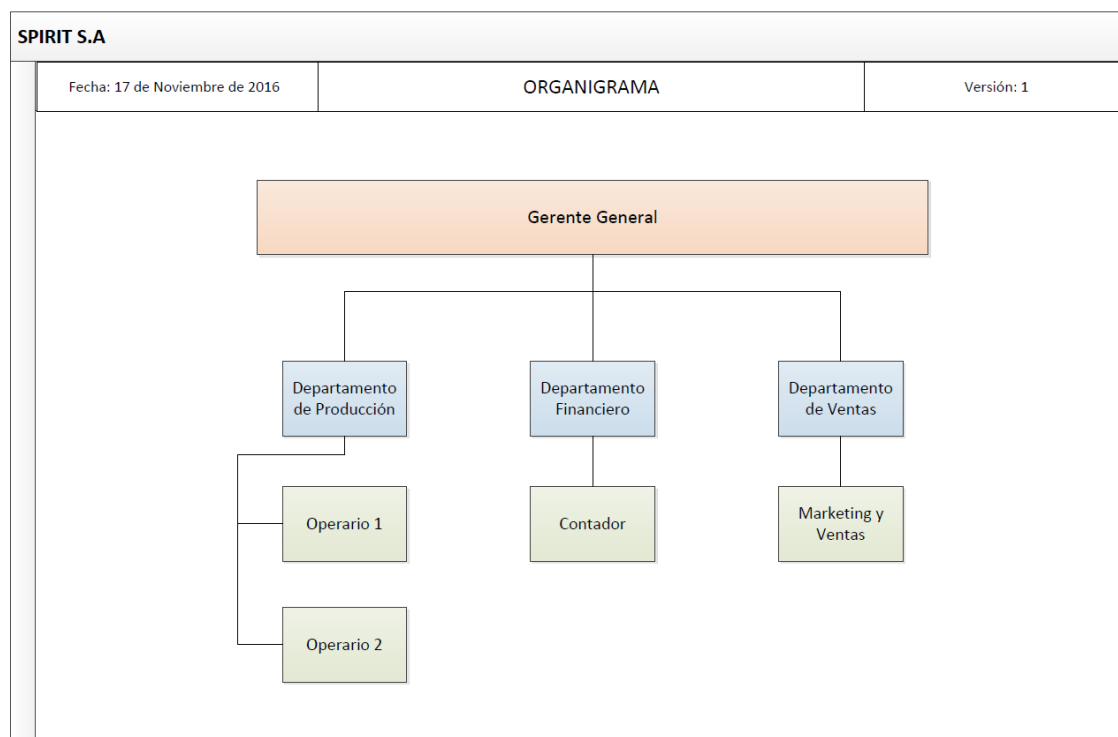 SPIRIT S.A
Fecha: 17 de Noviembre de 2016
ORGANIGRAMA
Versión: 1
Gerente General
Departamento
de Producción
Departamento
Financiero
Departamento
de Ventas
Operario 1
Contador
Marketing y
Ventas
Operario 2